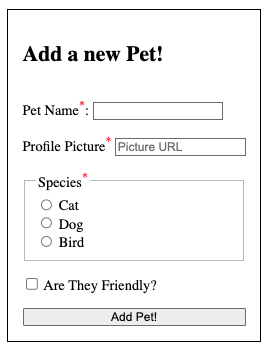 Add a new Pet!
Pet Name*:
Profile Picture* Picture URL
Species*
Cat
Dog
Bird
Are They Friendly?
Add Pet!